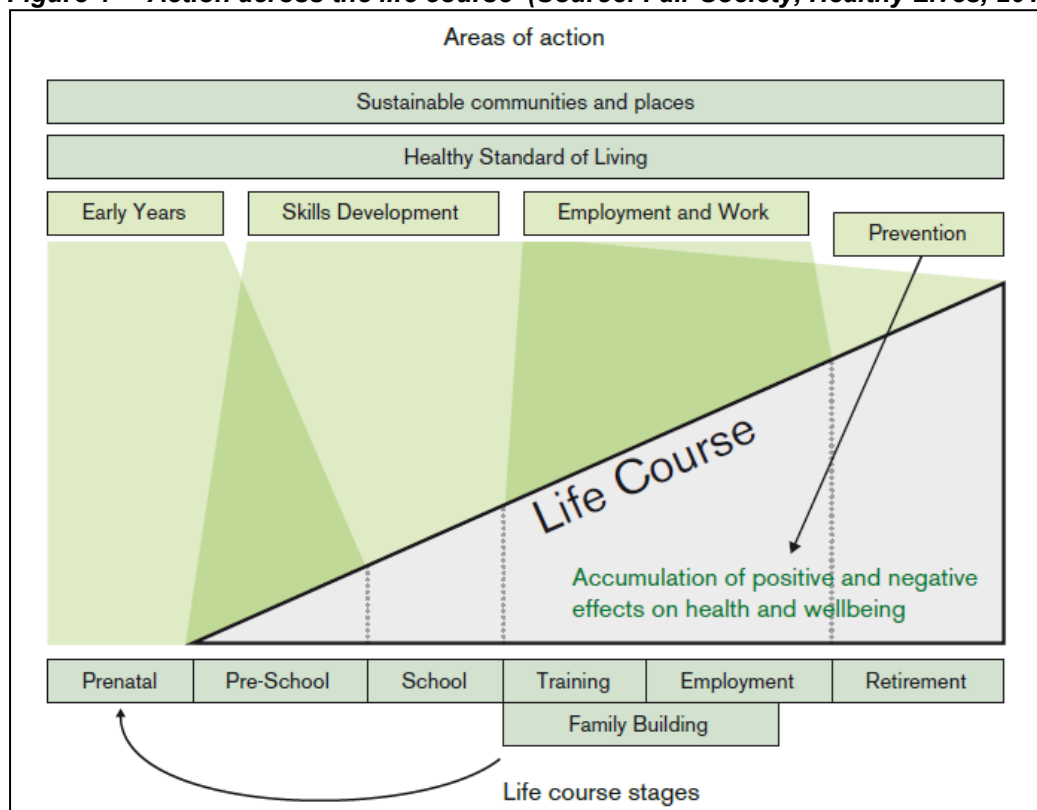 Action across the life course (Source: Fair Society, Healthy Lives, 201
Areas of action
Sustainable communities and places
Healthy Standard of Living
Early Years
Skills Development
Employment and Work
Prevention
Life Course
Accumulation of positive and negative
effects on health and wellbeing
Prenatal
Pre-School
School
Training
Employment
Retirement
Family Building
Life course stages